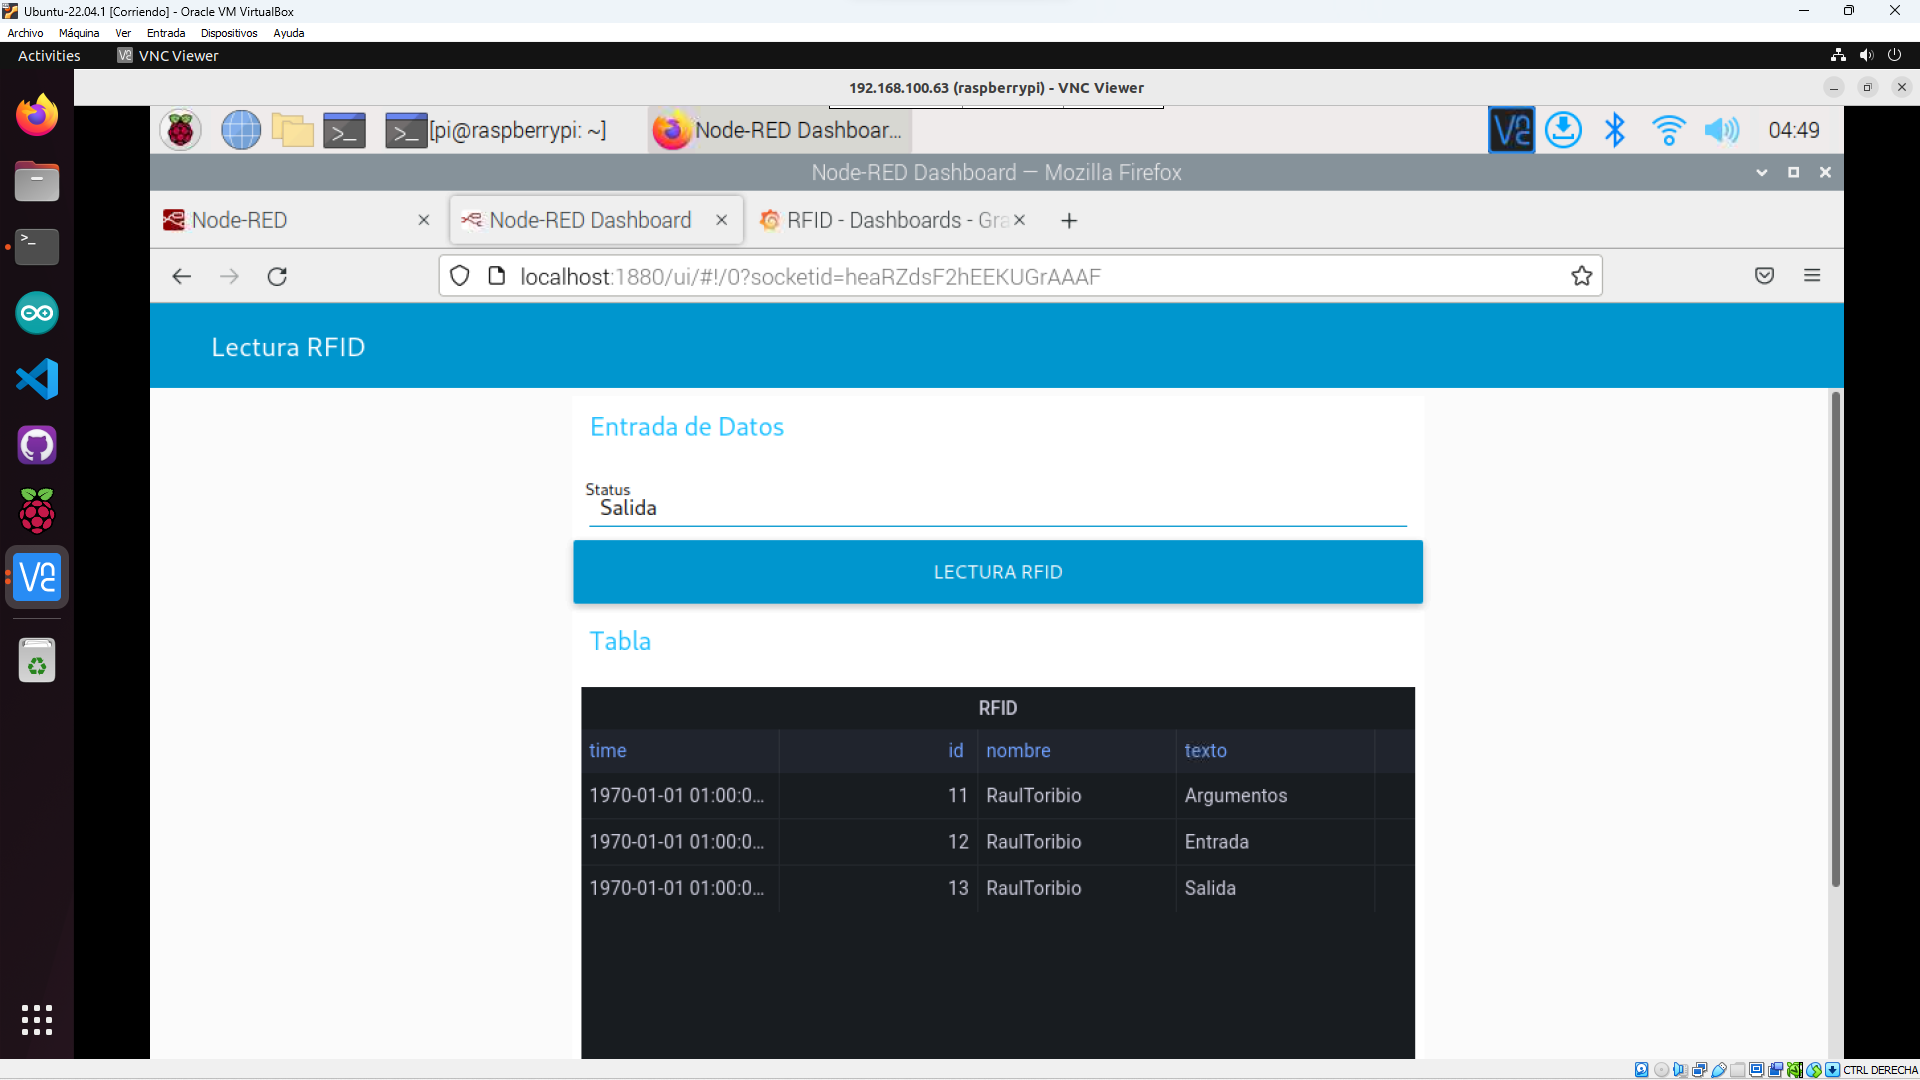 Ubuntu-22.04.1 [Corriendo] - Oracle VM VirtualBox
Archivo Máquina Ver Entrada Dispositivos Ayuda
Activities VNC Viewer
192.168.100.63 (raspberrypi) - VNC Viewer
[pi@raspberrypi: ~] Node-RED Dashboar... 04:49
Node-RED Dashboard — Mozilla Firefox
Node-RED Node-RED Dashboard RFID - Dashboards - Gra
localhost:1880/ui/#!/0?socketid=heaRZdsF2hEEKUGrAAAF
Lectura RFID
Entrada de Datos
Status
Salida
LECTURA RFID
Tabla
RFID
time id nombre texto
1970-01-01 01:00:0... 11 RaulToribio Argumentos
1970-01-01 01:00:0... 12 RaulToribio Entrada
1970-01-01 01:00:0... 13 RaulToribio Salida
CTRL DERECHA